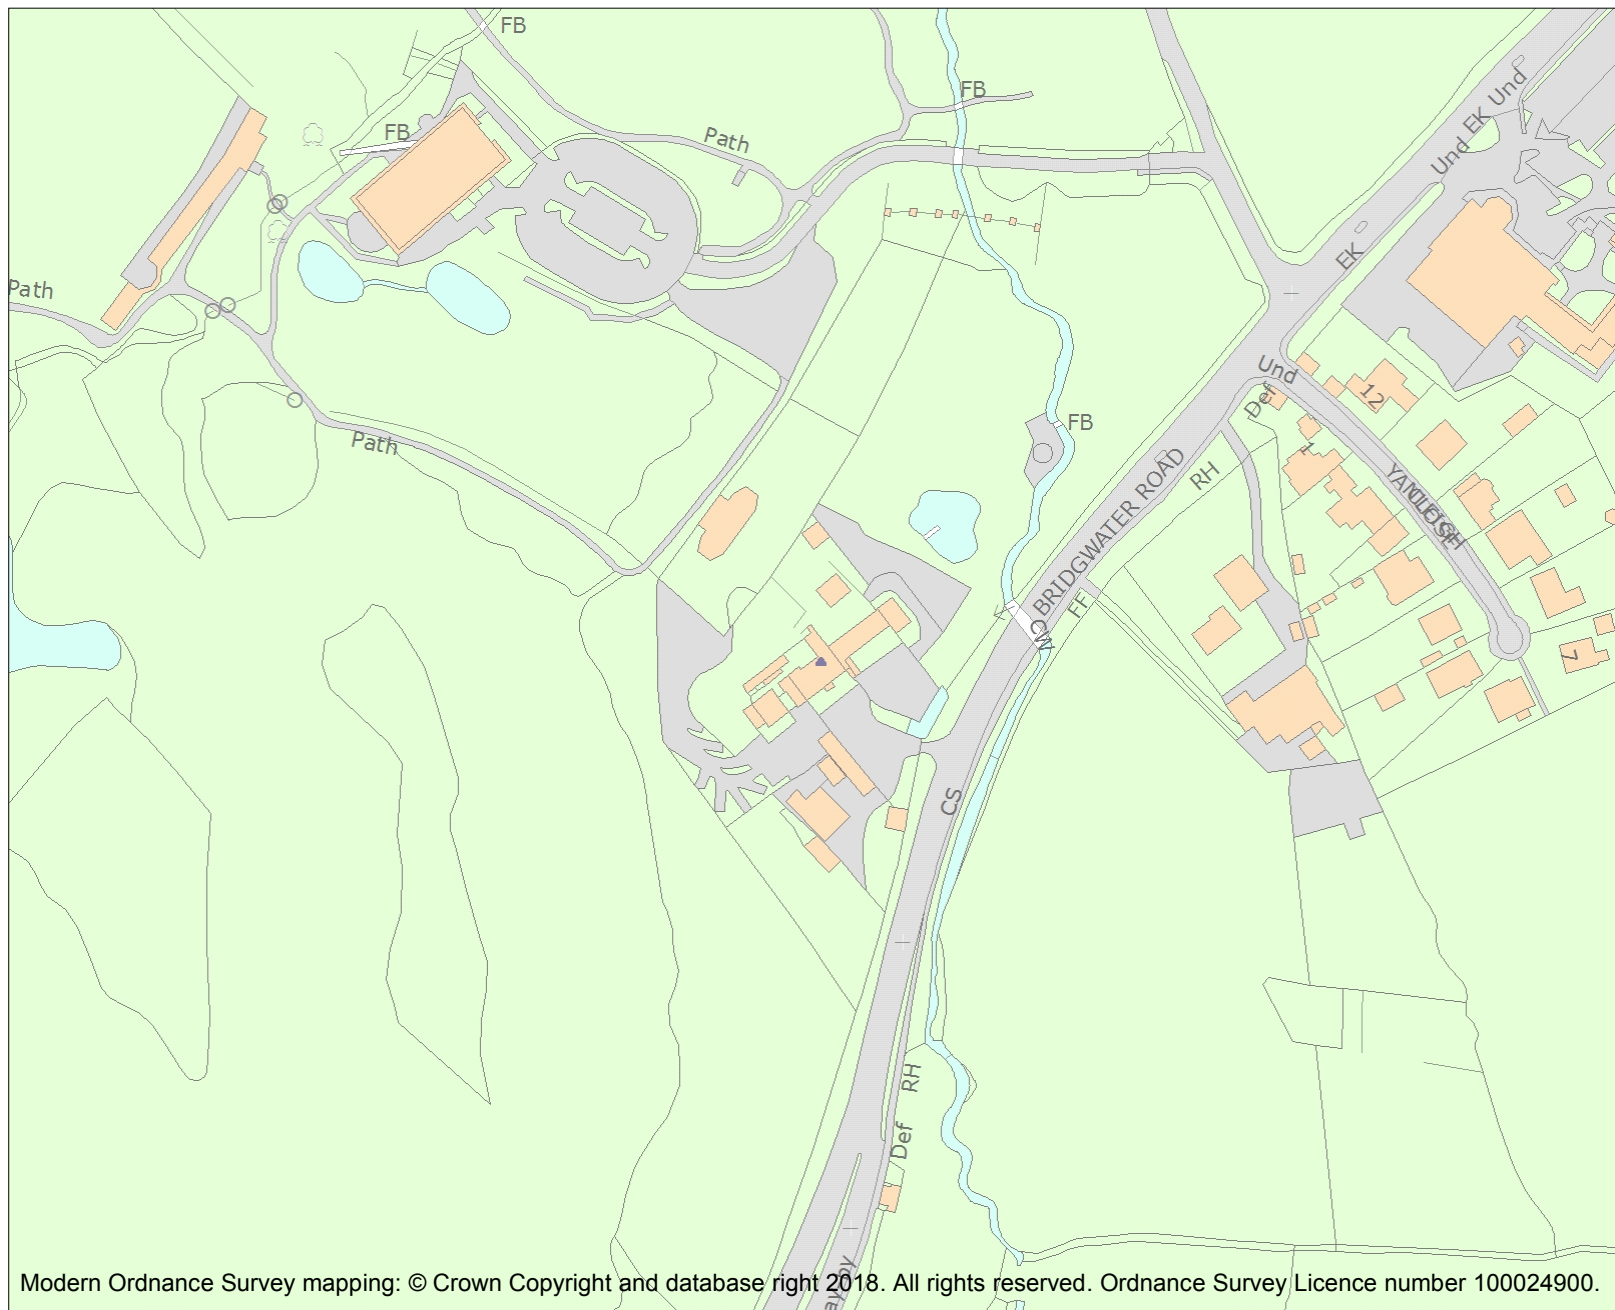 FB
FB
FB
Path
Und
EK
Und
EK
Path
Und
Def
12
FB
Path
1
RH
BRIDGWATER ROAD
YANLEIGH
CLOSE
FF
CW
7
CS
RH
Def
Modern Ordnance Survey mapping: © Crown Copyright and database right 2018. All rights reserved. Ordnance Survey Licence number 100024900.